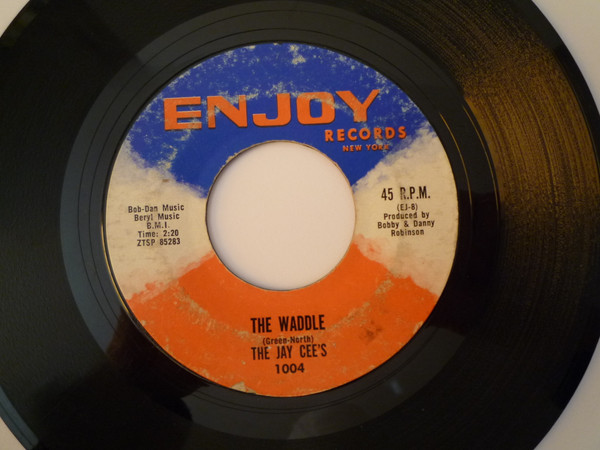 ENJOY
RECORDS
NEW YORK
Bob-Dan Music
Beryl Music
B.M.I.
Time: 2:20
ZTSP 85283
45 R.P.M.
(EJ-6)
Produced by
Bobby & Danny
Robinson
THE WADDLE
(Green-North)
THE JAY CEE'S
1004